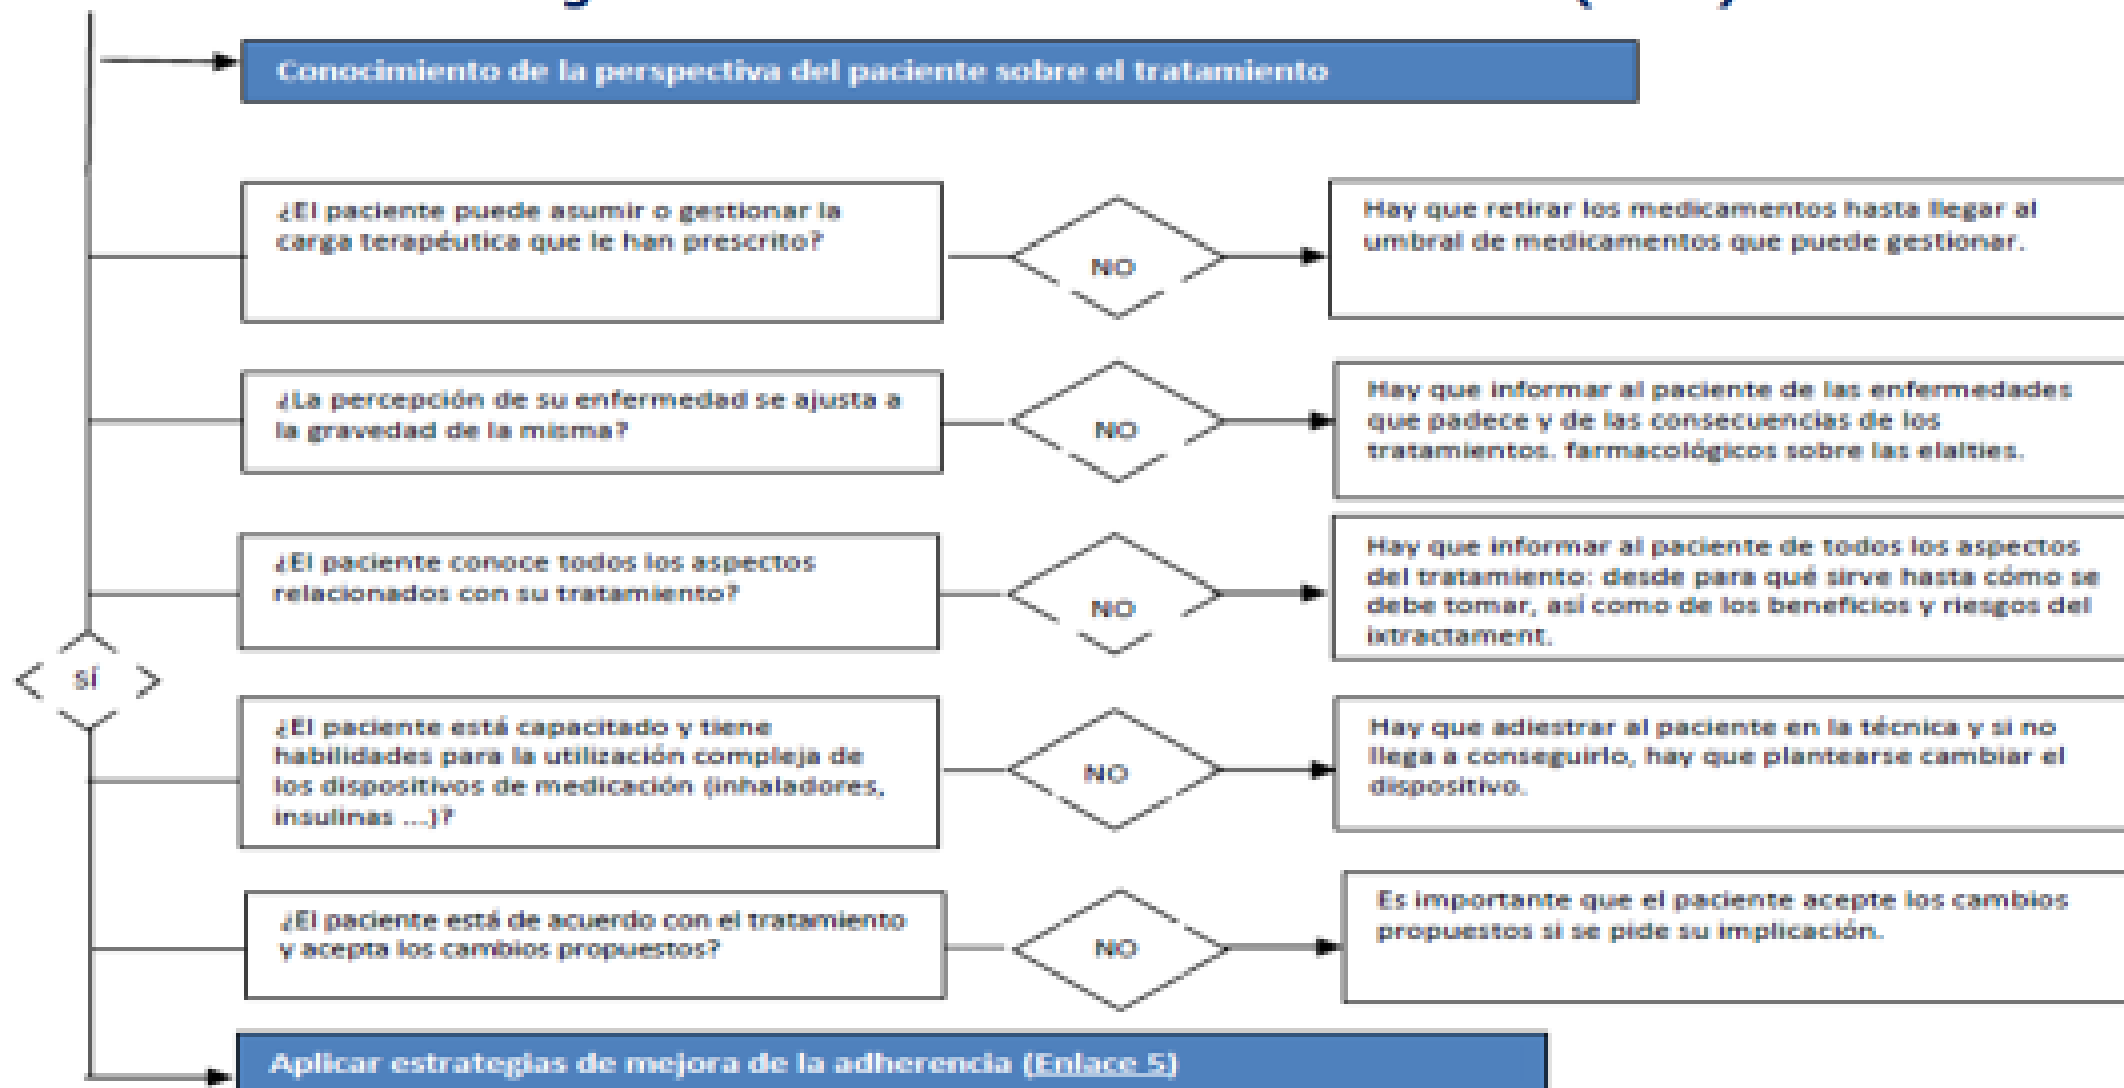 Conocimiento de la perspectiva del paciente sobre el tratamiento
¿El paciente puede asumir o gestionar la
carga terapéutica que le han prescrito?
NO
Hay que retirar los medicamentos hasta llegar al
umbral de medicamentos que puede gestionar.
¿La percepción de su enfermedad se ajusta a
la gravedad de la misma?
NO
Hay que informar al paciente de las enfermedades
que padece y de las consecuencias de los
tratamientos. farmacológicos sobre las elalties.
¿El paciente conoce todos los aspectos
relacionados con su tratamiento?
NO
Hay que informar al paciente de todos los aspectos
del tratamiento: desde para qué sirve hasta cómo se
debe tomar, así como de los beneficios y riesgos del
ixtractament.
SÍ
¿El paciente está capacitado y tiene
habilidades para la utilización compleja de
los dispositivos de medicación (inhaladores,
insulinas ...)?
NO
Hay que adiestrar al paciente en la técnica y si no
llega a conseguirlo, hay que plantearse cambiar el
dispositivo.
¿El paciente está de acuerdo con el tratamiento
y acepta los cambios propuestos?
NO
Es importante que el paciente acepte los cambios
propuestos si se pide su implicación.
Aplicar estrategias de mejora de la adherencia (Enlace 5)